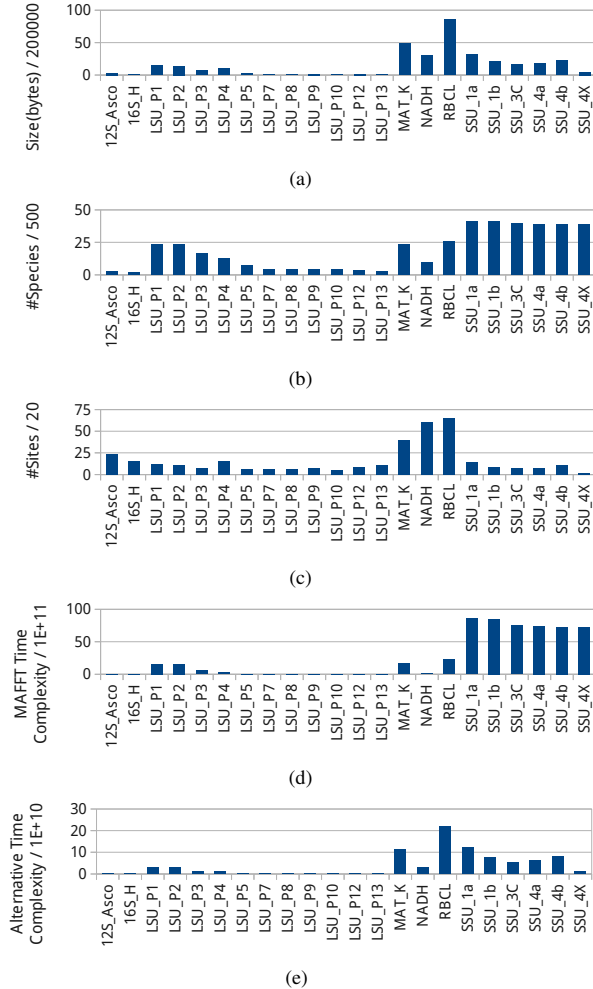 Size(bytes) / 200000
100
50
0
12S_Asco
16S_H
LSU_P1
LSU_P2
LSU_P3
LSU_P4
LSU_P5
LSU_P7
LSU_P8
LSU_P9
LSU_P10
LSU_P12
LSU_P13
MAT_K
NADH
RBCL
SSU_1a
SSU_1b
SSU_3C
SSU_4a
SSU_4b
SSU_4X
(a)
#Species / 500
50
25
0
12S_Asco
16S_H
LSU_P1
LSU_P2
LSU_P3
LSU_P4
LSU_P5
LSU_P7
LSU_P8
LSU_P9
LSU_P10
LSU_P12
LSU_P13
MAT_K
NADH
RBCL
SSU_1a
SSU_1b
SSU_3C
SSU_4a
SSU_4b
SSU_4X
(b)
#Sites / 20
75
50
25
0
12S_Asco
16S_H
LSU_P1
LSU_P2
LSU_P3
LSU_P4
LSU_P5
LSU_P7
LSU_P8
LSU_P9
LSU_P10
LSU_P12
LSU_P13
MAT_K
NADH
RBCL
SSU_1a
SSU_1b
SSU_3C
SSU_4a
SSU_4b
SSU_4X
(c)
MAFFT Time
Complexity / 1E+11
100
50
0
12S_Asco
16S_H
LSU_P1
LSU_P2
LSU_P3
LSU_P4
LSU_P5
LSU_P7
LSU_P8
LSU_P9
LSU_P10
LSU_P12
LSU_P13
MAT_K
NADH
RBCL
SSU_1a
SSU_1b
SSU_3C
SSU_4a
SSU_4b
SSU_4X
(d)
Alternative Time
Complexity / 1E+10
30
20
10
0
12S_Asco
16S_H
LSU_P1
LSU_P2
LSU_P3
LSU_P4
LSU_P5
LSU_P7
LSU_P8
LSU_P9
LSU_P10
LSU_P12
LSU_P13
MAT_K
NADH
RBCL
SSU_1a
SSU_1b
SSU_3C
SSU_4a
SSU_4b
SSU_4X
(e)